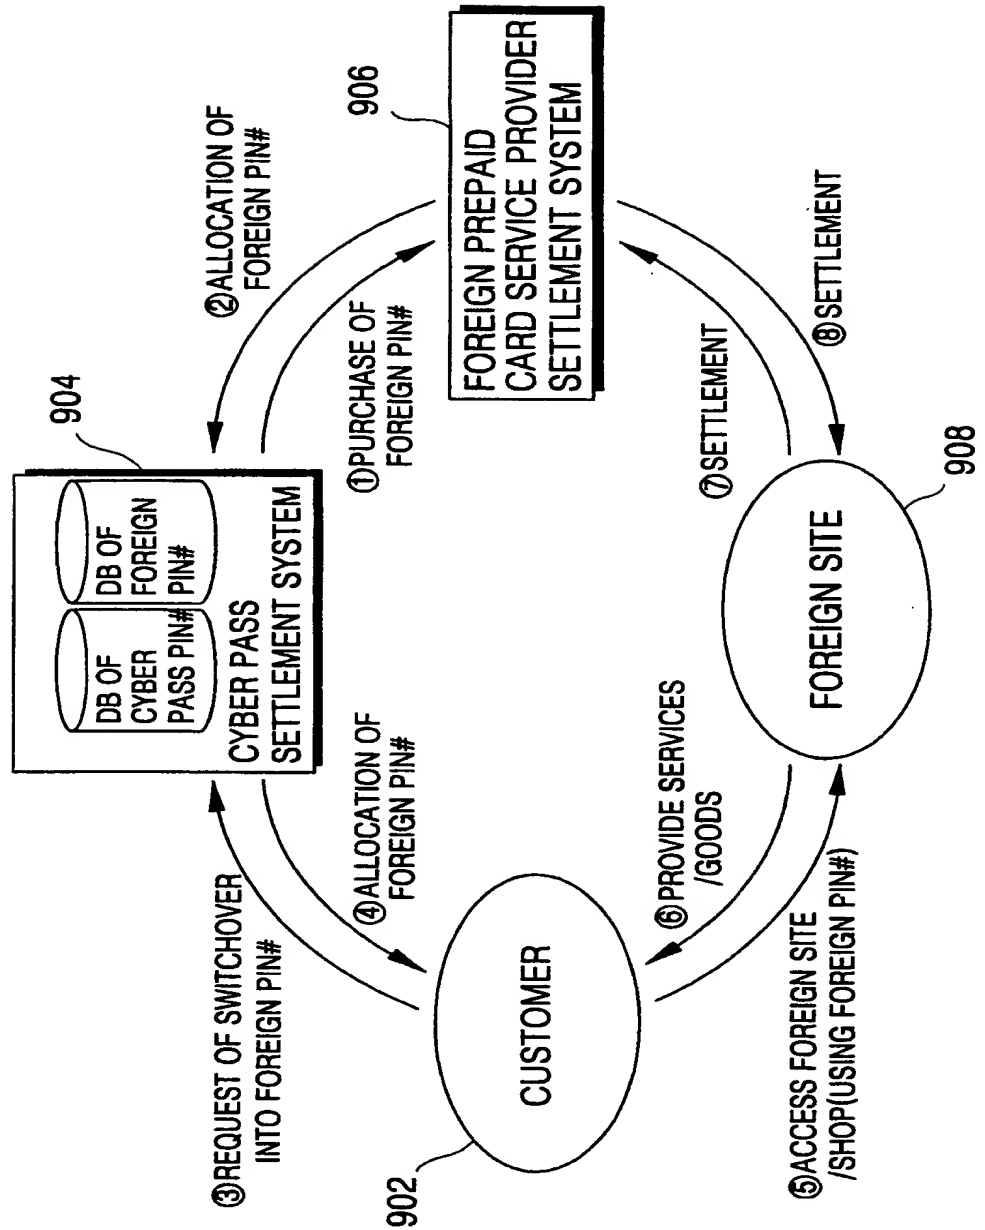 904
DB OF
CYBER
PASS PIN#
DB OF
FOREIGN
PIN#
CYBER PASS
SETTLEMENT SYSTEM
③REQUEST OF SWITCHOVER
INTO FOREIGN PIN#
④ALLOCATION OF
FOREIGN PIN#
②ALLOCATION OF
FOREIGN PIN#
①PURCHASE OF
FOREIGN PIN#
902
CUSTOMER
906
FOREIGN PREPAID
CARD SERVICE PROVIDER
SETTLEMENT SYSTEM
⑥PROVIDE SERVICES
/GOODS
⑤ACCESS FOREIGN SITE
/SHOP(USING FOREIGN PIN#)
⑦SETTLEMENT
⑧SETTLEMENT
FOREIGN SITE
908